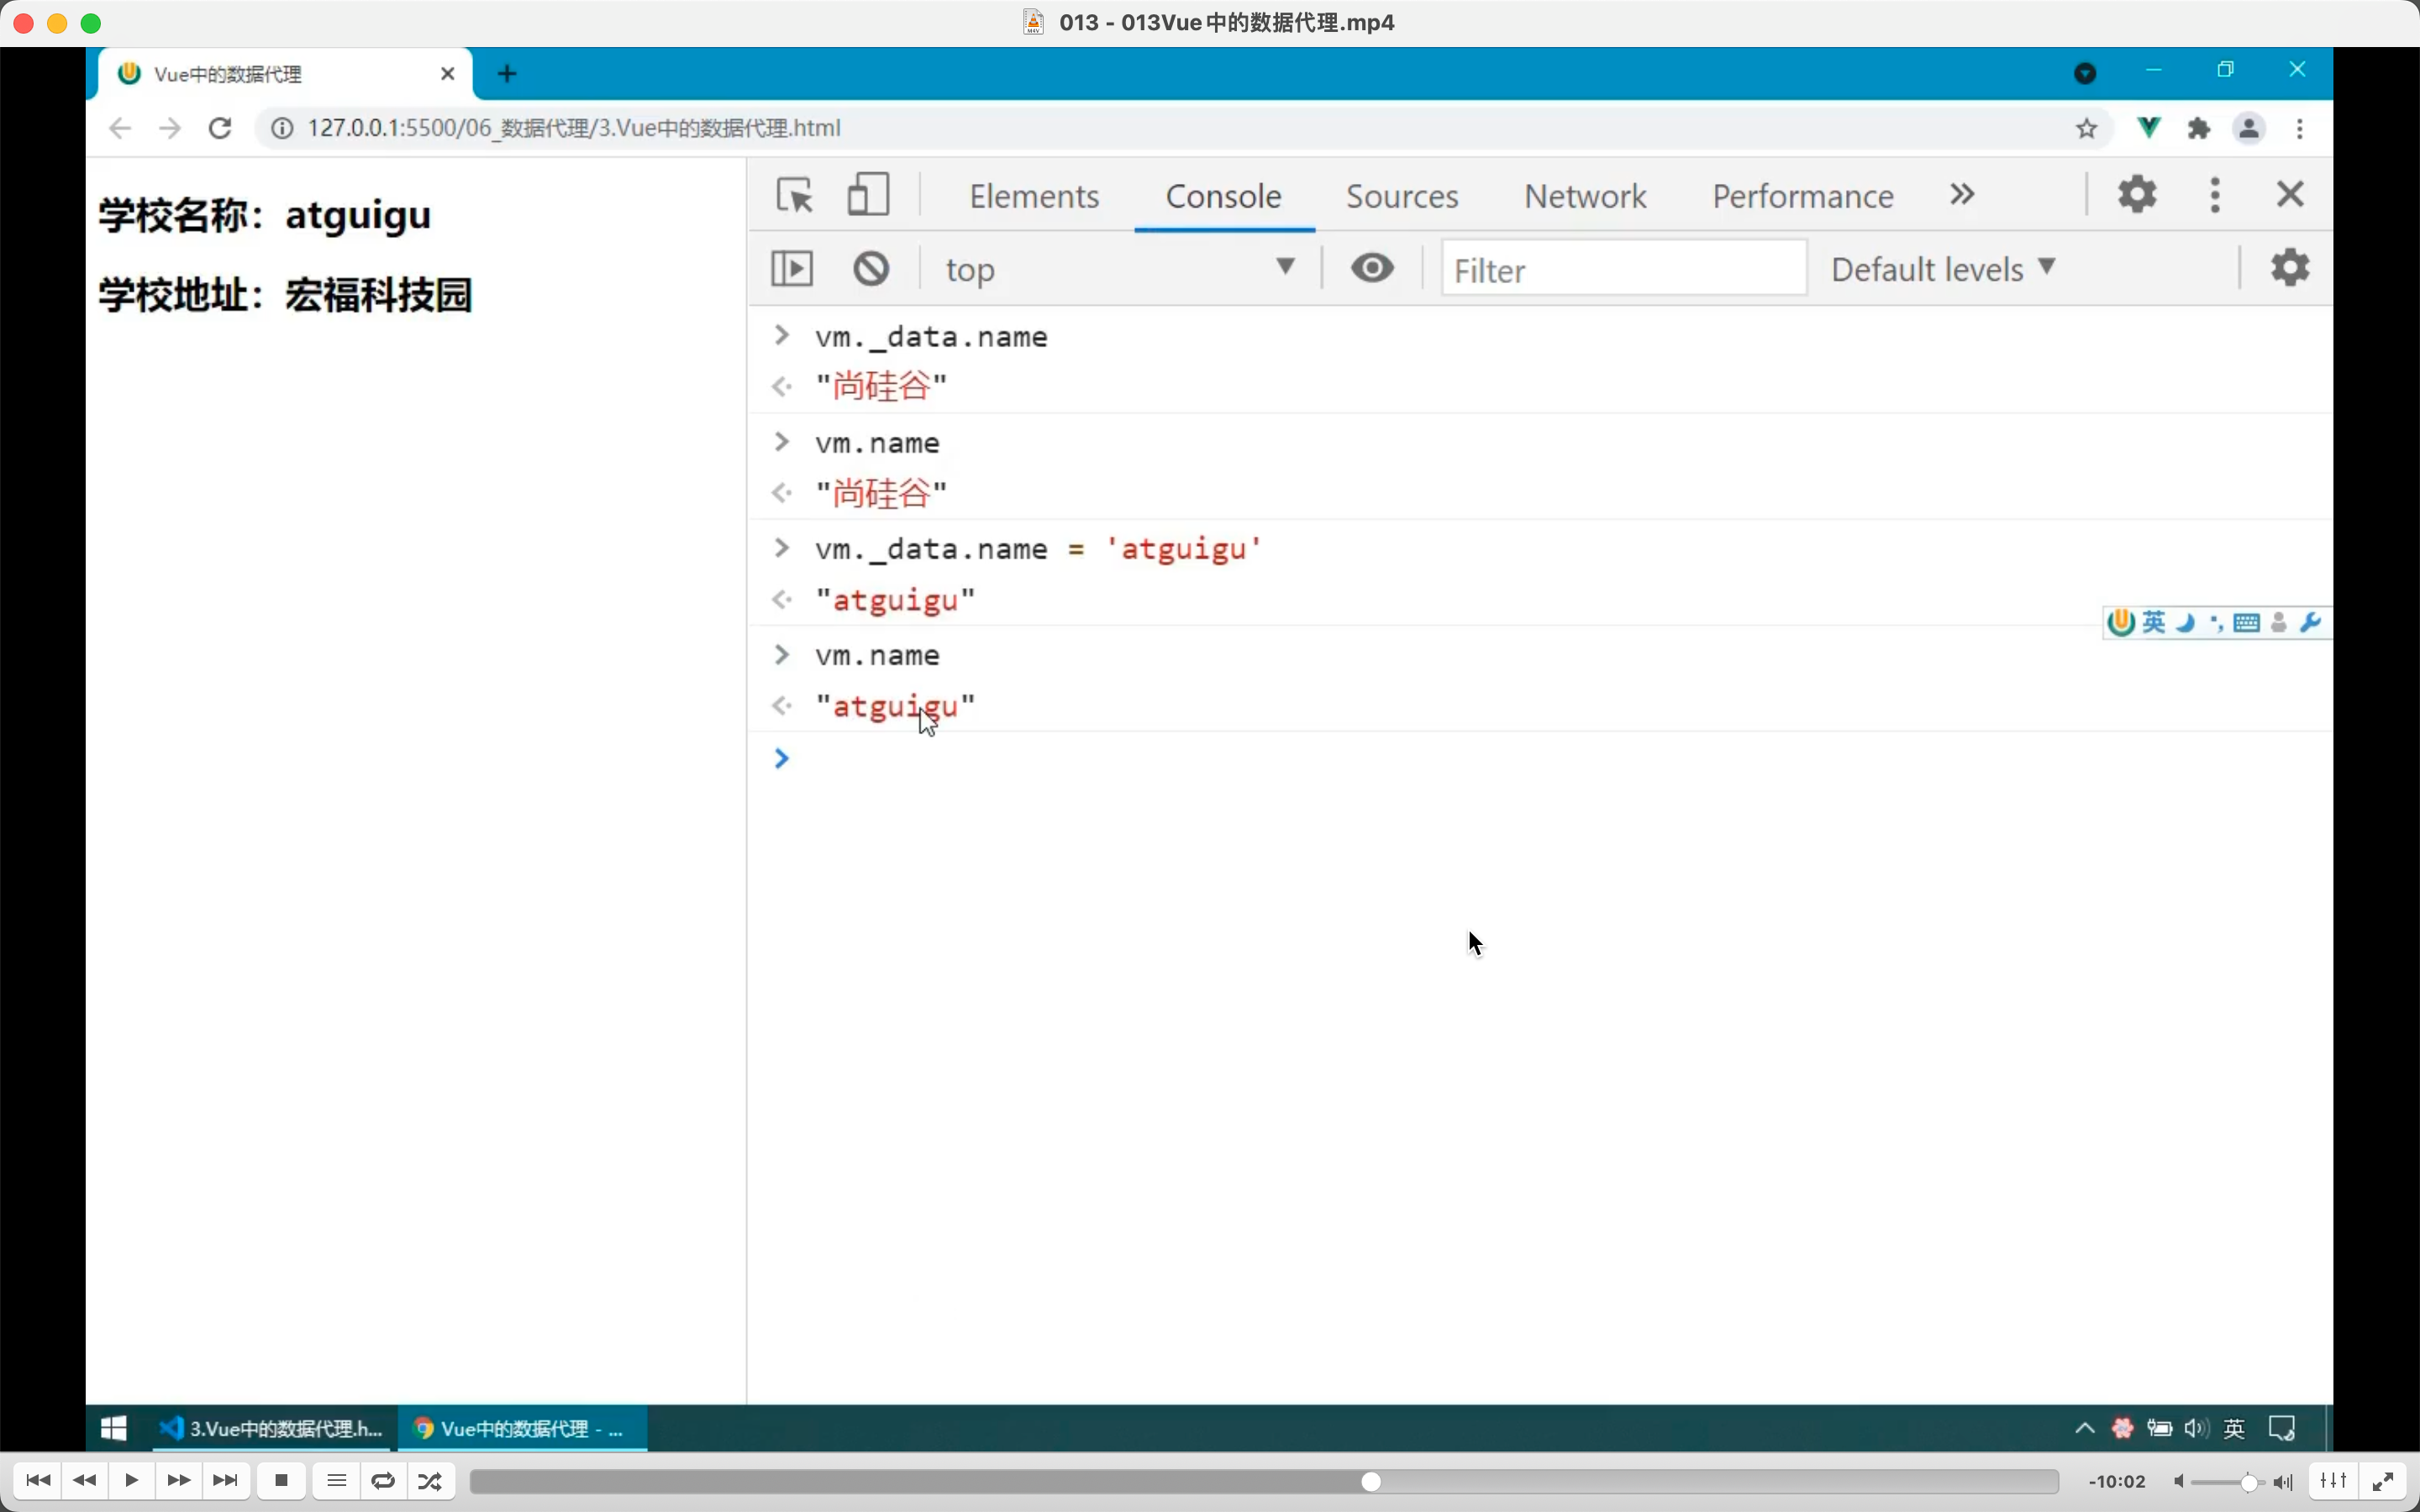 013 - 013Vue中的数据代理.mp4
Vue中的数据代理
127.0.0.1:5500/06_数据代理/3.Vue中的数据代理.html
学校名称：atguigu
学校地址：宏福科技园
Elements Console Sources Network Performance
top Filter Default levels
vm._data.name
"尚硅谷"
vm.name
"尚硅谷"
vm._data.name = 'atguigu'
"atguigu"
英
vm.name
"atguigu"
3.Vue中的数据代理.h...
Vue中的数据代理 - ...
英
-10:02